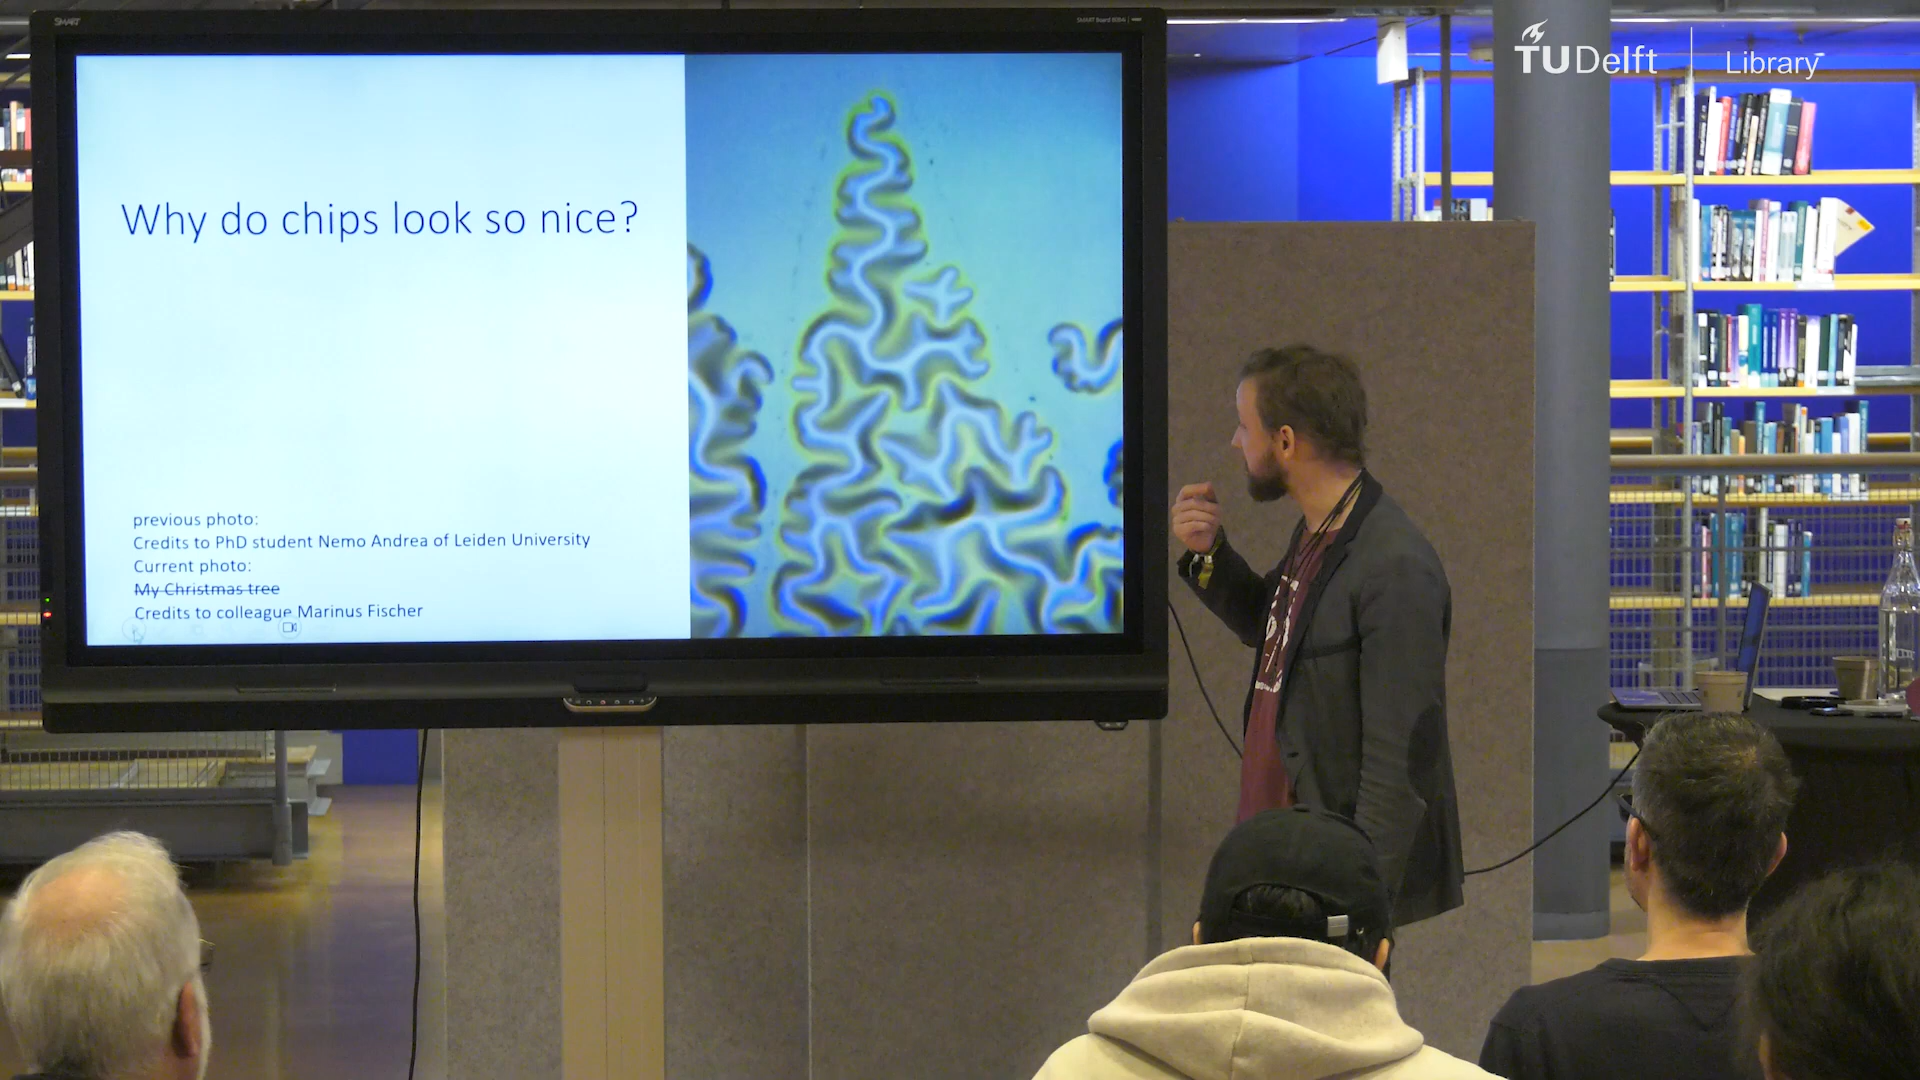 SMART
TUDelft
Library
Why do chips look so nice?
previous photo:
Credits to PhD student Nemo Andrea of Leiden University
Current photo:
My Christmas tree
Credits to colleague Marinus Fischer